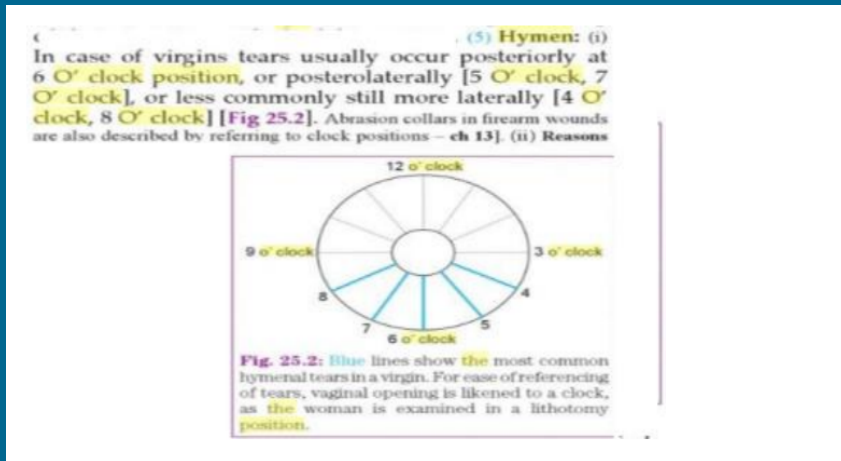 (5) Hymen: (i)
In case of virgins tears usually occur posteriorly at
6 O' clock position, or posterolaterally [5 O' clock, 7
O' clock], or less commonly still more laterally [4 O'
clock, 8 O' clock] [Fig 25.2]. Abrasion collars in firearm wounds
are also described by referring to clock positions – ch 13]. (ii) Reasons
12 o' clock
9 o' clock
3 o' clock
8
4
7
5
6 o' clock
Fig. 25.2: Blue lines show the most common
hymenal tears in a virgin. For ease of referencing
of tears, vaginal opening is likened to a clock,
as the woman is examined in a lithotomy
position.